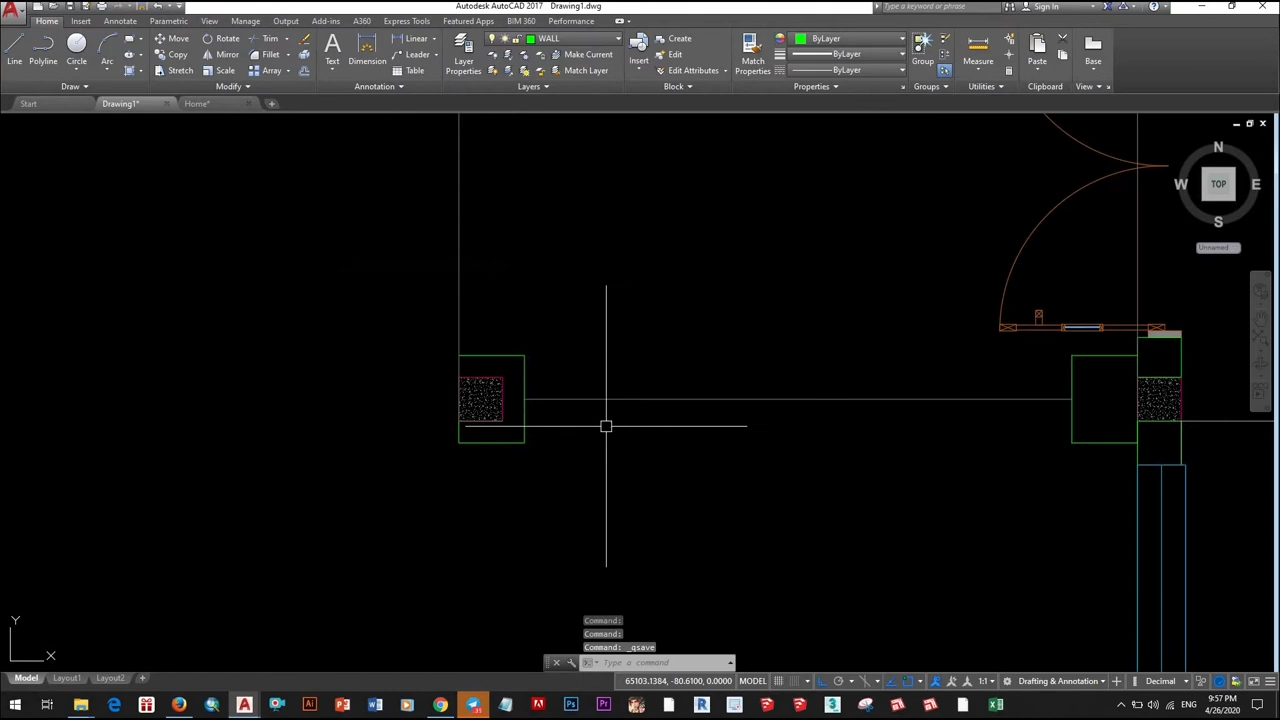 Autodesk AutoCAD 2017 Drawing1.dwg
Type a keyword or phrase
Sign In
Home Insert Annotate Parametric View Manage Output Add-ins A360 Express Tools Featured Apps BIM 360 Performance
Line Polyline Circle Arc
Move Rotate Trim
Copy Mirror Fillet
Stretch Scale Array
Text Dimension
Linear
Leader
Table
Layer Properties
WALL
Make Current
Match Layer
Insert
Create
Edit
Edit Attributes
Match Properties
ByLayer
ByLayer
ByLayer
Group
Measure
Paste
Base
Draw Modify Annotation Layers Block Properties Groups Utilities Clipboard View
Start Drawing1* Home*
N
W TOP E
S
Unnamed
Command:
Command:
Command: _qsave
Type a command
Y
X
Model Layout1 Layout2
65103.1384, -80.6100, 0.0000 MODEL 1:1 Drafting & Annotation Decimal
9:57 PM
4/26/2020